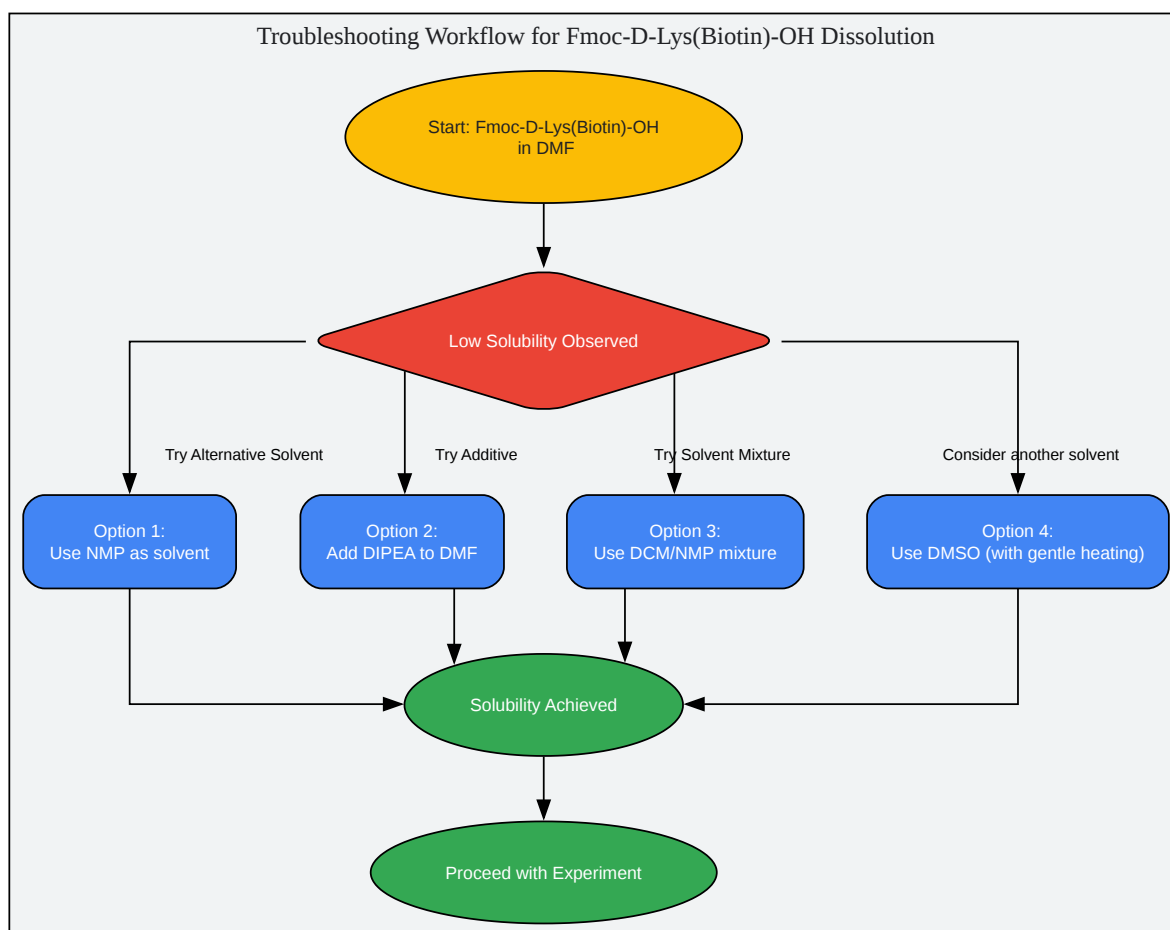 Troubleshooting Workflow for Fmoc-D-Lys(Biotin)-OH Dissolution
Start: Fmoc-D-Lys(Biotin)-OH
in DMF
Low Solubility Observed
Try Alternative Solvent
Try Additive
Try Solvent Mixture
Consider another solvent
Option 1:
Use NMP as solvent
Option 2:
Add DIPEA to DMF
Option 3:
Use DCM/NMP mixture
Option 4:
Use DMSO (with gentle heating)
Solubility Achieved
Proceed with Experiment